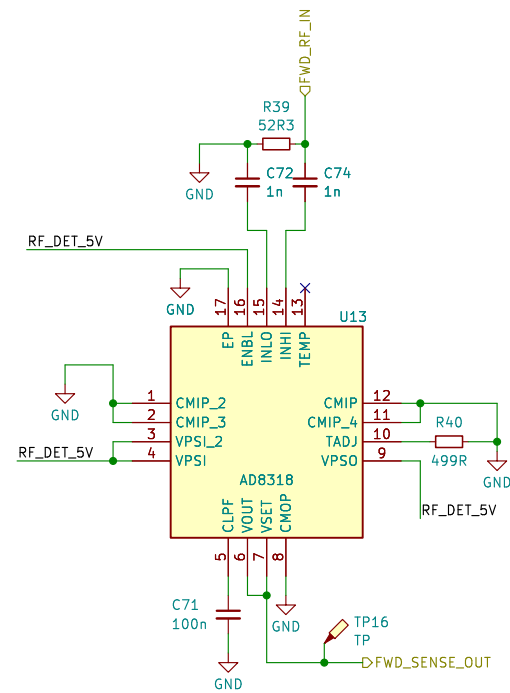 FWD_RF_IN
R39
52R3
C72
1n
C74
1n
GND
RF_DET_5V
GND
17
16
15
14
13
U13
EP
ENBL
INLO
INHI
TEMP
1
CMIP_2
CMIP
12
2
CMIP_3
CMIP_4
11
GND
3
VPSI_2
TADJ
10
R40
499R
RF_DET_5V
4
VPSI
VPSO
9
GND
AD8318
RF_DET_5V
CLPF
VOUT
VSET
CMOP
5
6
7
8
C71
100n
GND
TP16
TP
FWD_SENSE_OUT
GND